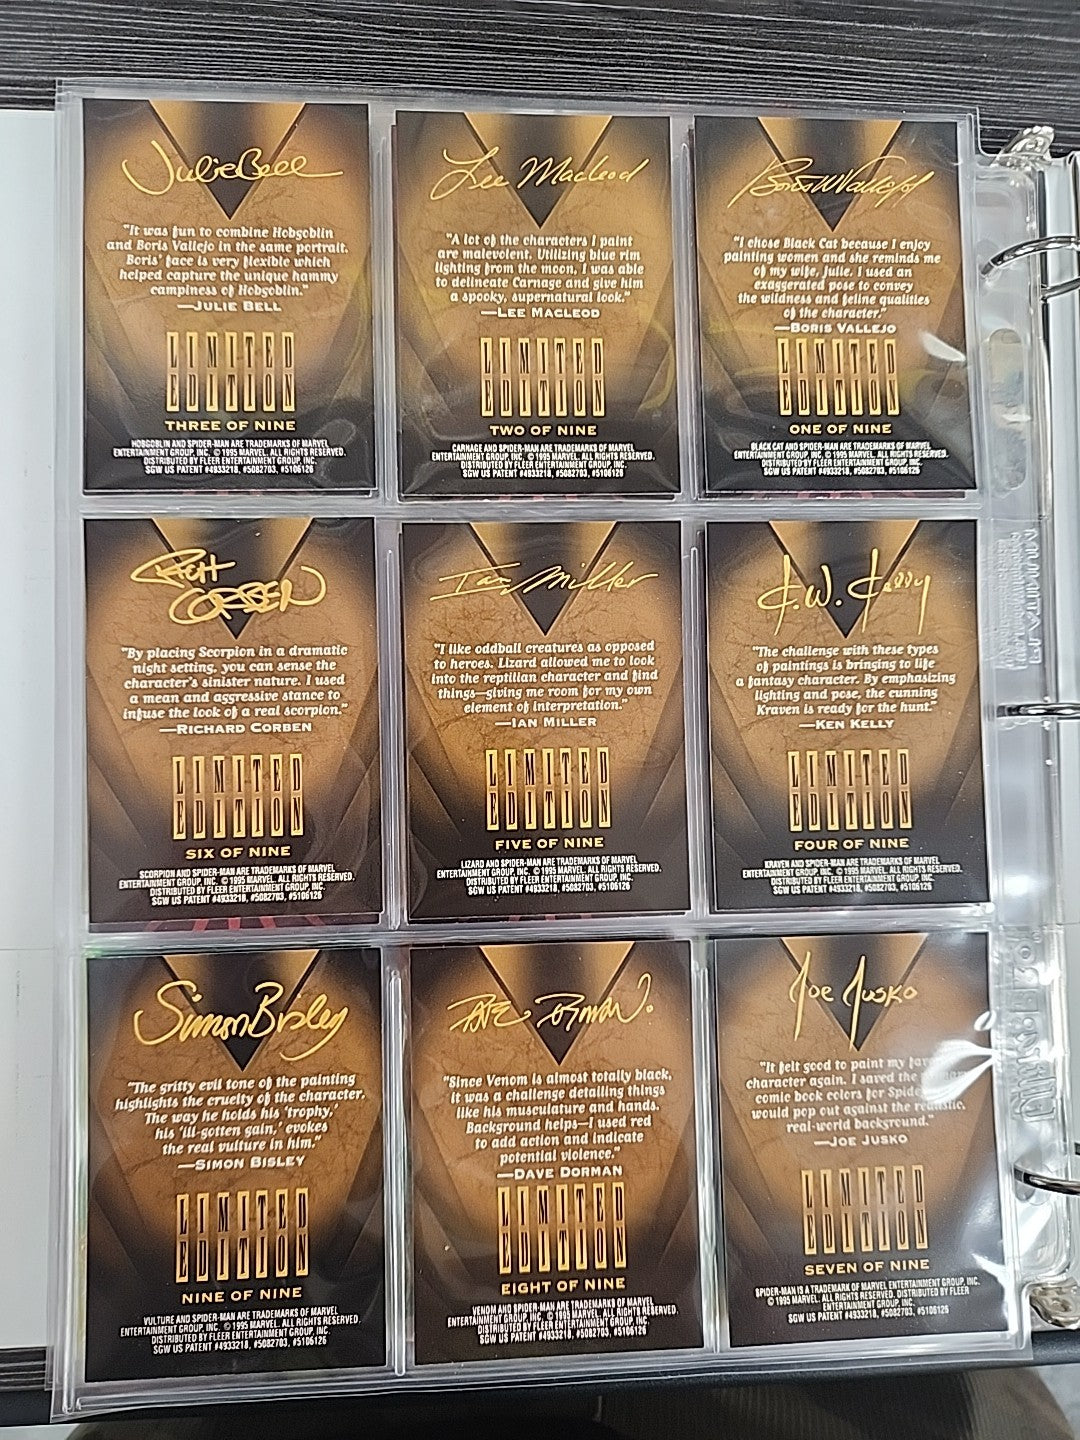 Julie Bell
"It was fun to combine Hobgoblin
and Boris Vallejo in the same portrait.
Boris' face is very flexible which
helped capture the unique hammy
campiness of Hobgoblin."
—JULIE BELL
LIMITED
EDITION
THREE OF NINE
HOBGOBLIN AND SPIDER-MAN ARE TRADEMARKS OF MARVEL
ENTERTAINMENT GROUP, INC. © 1995 MARVEL. ALL RIGHTS RESERVED.
DISTRIBUTED BY FLEER ENTERTAINMENT GROUP, INC.
SGW US PATENT #4933218, #5082703, #5106126
Lee Macleod
"A lot of the characters I paint
are malevolent. Utilizing blue rim
lighting from the moon, I was able
to delineate Carnage and give him
a spooky, supernatural look."
—LEE MACLEOD
LIMITED
EDITION
TWO OF NINE
CARNAGE AND SPIDER-MAN ARE TRADEMARKS OF MARVEL
ENTERTAINMENT GROUP, INC. © 1995 MARVEL. ALL RIGHTS RESERVED.
DISTRIBUTED BY FLEER ENTERTAINMENT GROUP, INC.
SGW US PATENT #4933218, #5082703, #5106126
Boris Vallejo
"I chose Black Cat because I enjoy
painting women and she reminds me
of my wife, Julie. I used an
exaggerated pose to convey
the wildness and feline qualities
of the character."
—BORIS VALLEJO
LIMITED
EDITION
ONE OF NINE
BLACK CAT AND SPIDER-MAN ARE TRADEMARKS OF MARVEL
ENTERTAINMENT GROUP, INC. © 1995 MARVEL. ALL RIGHTS RESERVED.
DISTRIBUTED BY FLEER ENTERTAINMENT GROUP, INC.
SGW US PATENT #4933218, #5082703, #5106126
RICH
CORBEN
"By placing Scorpion in a dramatic
night setting, you can sense the
character's sinister nature. I used
a mean and aggressive stance to
infuse the look of a real scorpion."
—RICHARD CORBEN
LIMITED
EDITION
SIX OF NINE
SCORPION AND SPIDER-MAN ARE TRADEMARKS OF MARVEL
ENTERTAINMENT GROUP, INC. © 1995 MARVEL. ALL RIGHTS RESERVED.
DISTRIBUTED BY FLEER ENTERTAINMENT GROUP, INC.
SGW US PATENT #4933218, #5082703, #5106126
Ian Miller
"I like oddball creatures as opposed
to heroes. Lizard allowed me to look
into the reptilian character and find
things—giving me room for my own
element of interpretation."
—IAN MILLER
LIMITED
EDITION
FIVE OF NINE
LIZARD AND SPIDER-MAN ARE TRADEMARKS OF MARVEL
ENTERTAINMENT GROUP, INC. © 1995 MARVEL. ALL RIGHTS RESERVED.
DISTRIBUTED BY FLEER ENTERTAINMENT GROUP, INC.
SGW US PATENT #4933218, #5082703, #5106126
K.W. Kelly
"The challenge with these types
of paintings is bringing to life
a fantasy character. By emphasizing
lighting and pose, the cunning
Kraven is ready for the hunt."
—KEN KELLY
LIMITED
EDITION
FOUR OF NINE
KRAVEN AND SPIDER-MAN ARE TRADEMARKS OF MARVEL
ENTERTAINMENT GROUP, INC. © 1995 MARVEL. ALL RIGHTS RESERVED.
DISTRIBUTED BY FLEER ENTERTAINMENT GROUP, INC.
SGW US PATENT #4933218, #5082703, #5106126
Simon Bisley
"The gritty evil tone of the painting
highlights the cruelty of the character.
The way he holds his 'trophy,'
his 'ill-gotten gain,' evokes
the real vulture in him."
—SIMON BISLEY
LIMITED
EDITION
NINE OF NINE
VULTURE AND SPIDER-MAN ARE TRADEMARKS OF MARVEL
ENTERTAINMENT GROUP, INC. © 1995 MARVEL. ALL RIGHTS RESERVED.
DISTRIBUTED BY FLEER ENTERTAINMENT GROUP, INC.
SGW US PATENT #4933218, #5082703, #5106126
DAVE DORMAN.
"Since Venom is almost totally black,
it was a challenge detailing things
like his musculature and hands.
Background helps—I used red
to add action and indicate
potential violence."
—DAVE DORMAN
LIMITED
EDITION
EIGHT OF NINE
VENOM AND SPIDER-MAN ARE TRADEMARKS OF MARVEL
ENTERTAINMENT GROUP, INC. © 1995 MARVEL. ALL RIGHTS RESERVED.
DISTRIBUTED BY FLEER ENTERTAINMENT GROUP, INC.
SGW US PATENT #4933218, #5082703, #5106126
Joe Jusko
"It felt good to paint my
character again. I saved the
comic book colors for
would pop out against the realistic,
real-world background."
—JOE JUSKO
LIMITED
EDITION
SEVEN OF NINE
SPIDER-MAN IS A TRADEMARK OF MARVEL ENTERTAINMENT GROUP, INC.
© 1995 MARVEL. ALL RIGHTS RESERVED. DISTRIBUTED BY FLEER
ENTERTAINMENT GROUP, INC.
SGW US PATENT #4933218, #5082703, #5106126